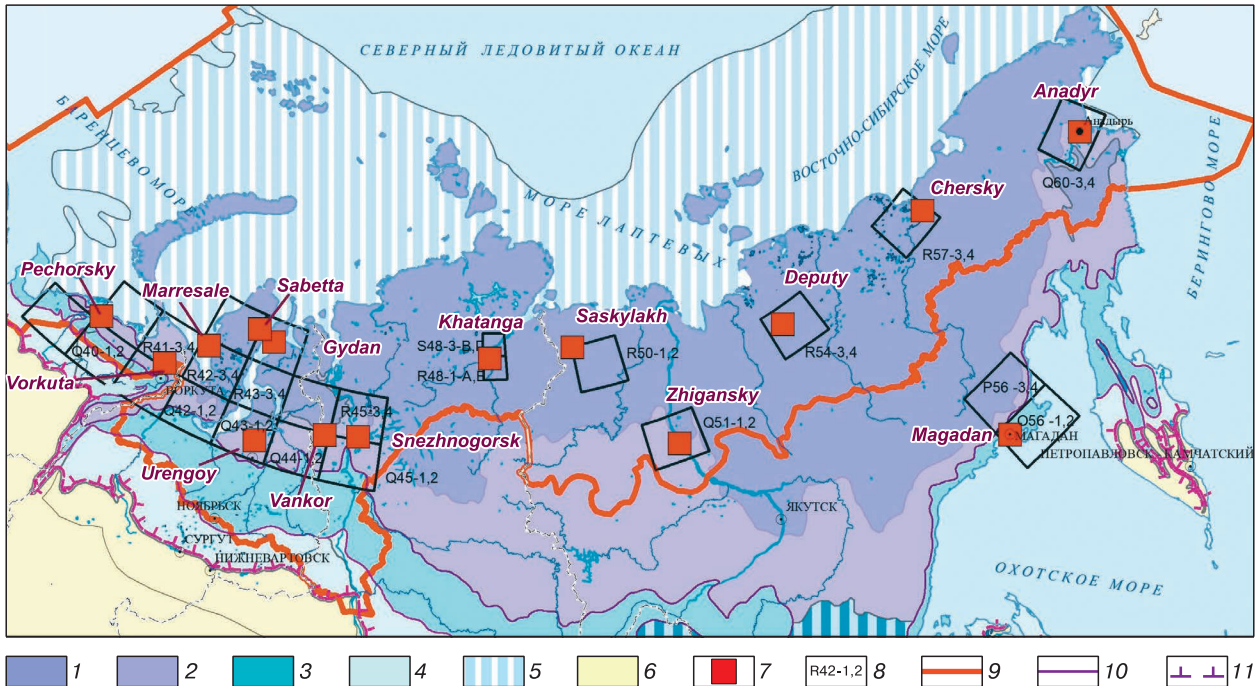 СЕВЕРНЫЙ ЛЕДОВИТЫЙ ОКЕАН
БАРЕНЦЕВО МОРЕ
МОРЕ ЛАПТЕВЫХ
ВОСТОЧНО-СИБИРСКОЕ МОРЕ
БЕРИНГОВО МОРЕ
ОХОТСКОЕ МОРЕ
Anadyr
Анадырь
Q60-3,4
Chersky
R57-3,4
Pechorsky
Marresale
Sabetta
Deputy
Khatanga
Saskylakh
Gydan
S48-3-В,
R48-1-А,
R50-1,2
R54-3,4
Q40-1,2
R41-3,4
R42-3,4
R43-3,4
Vorkuta
ВОРКУТА
Q42-1,2
Q43-1,2
R45-3,4
Zhigansky
Q51-1,2
P56 -3,4
Q56 -1,2
Magadan
МАГАДАН
ПЕТРОПАВЛОВСК - КАМЧАТСКИЙ
Snezhnogorsk
Urengoy
Q44-1,2
Q45-1,2
Vankor
НОЯБРЬСК
СУРГУТ
НИЖНЕВАРТОВСК
ЯКУТСК
1 2 3 4 5 6 7 R42-1,2 8 9 10 11